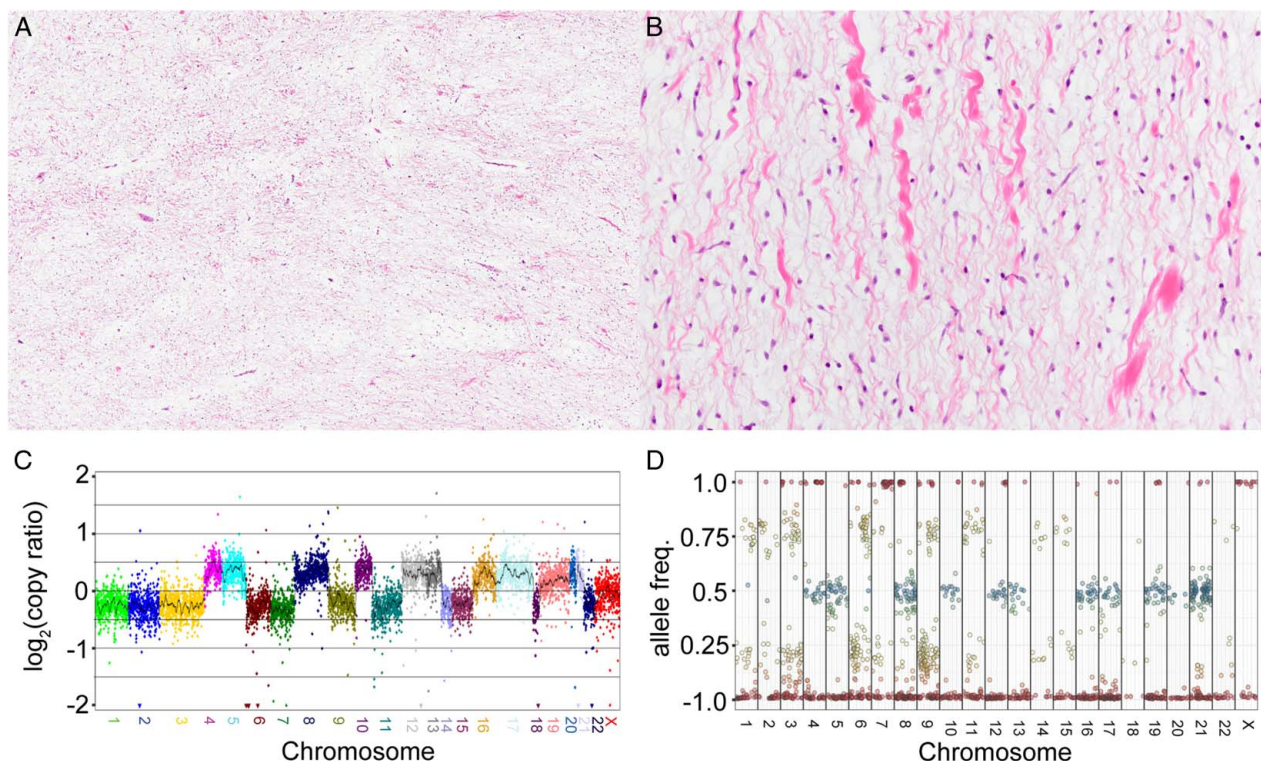 A
B
C
log2(copy ratio)
2
1
0
-1
-2
1 2 3 4 5 6 7 8 9 10 11 12 13 14 15 16 17 18 19 20 21 22 X
Chromosome
D
allele freq.
1.0
0.75
0.5
0.25
-1.0
1 2 3 4 5 6 7 8 9 10 11 12 13 14 15 16 17 18 19 20 21 22 X
Chromosome